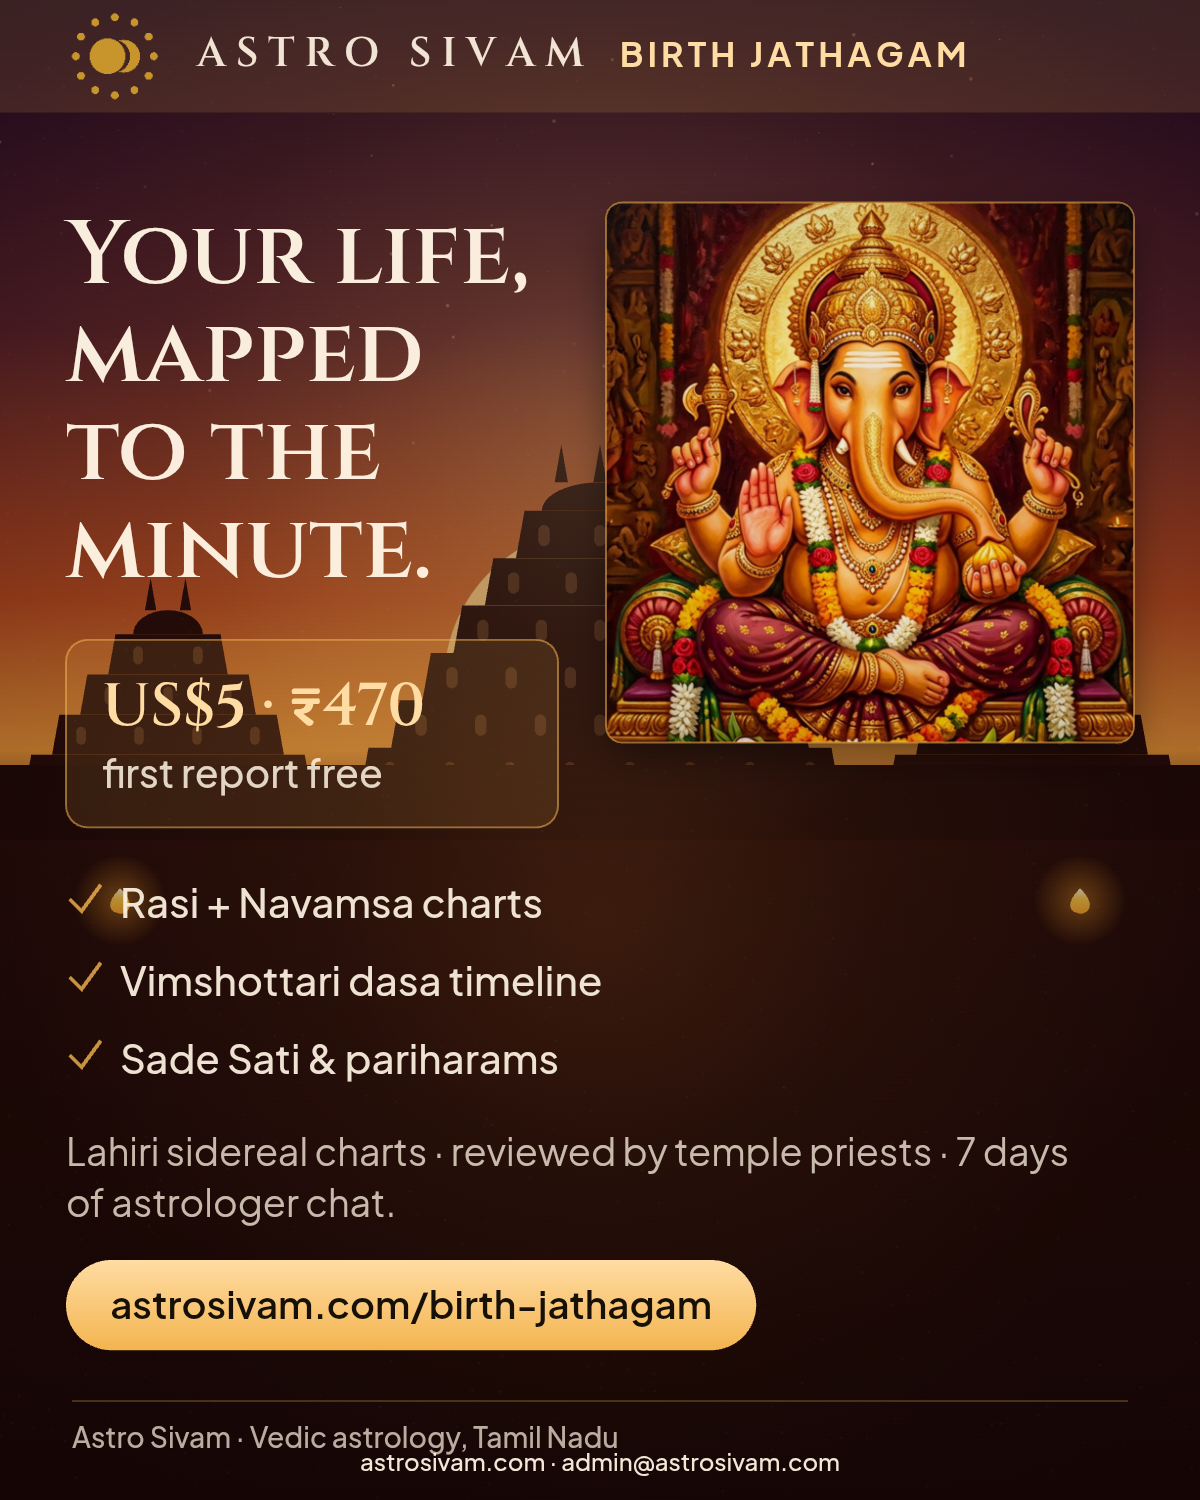 ASTRO SIVAM BIRTH JATHAGAM
YOUR LIFE,
MAPPED
TO THE
MINUTE.
US$5 · ₹470
first report free
Rasi + Navamsa charts
Vimshottari dasa timeline
Sade Sati & pariharams
Lahiri sidereal charts · reviewed by temple priests · 7 days
of astrologer chat.
astrosivam.com/birth-jathagam
Astro Sivam · Vedic astrology, Tamil Nadu
astrosivam.com · admin@astrosivam.com